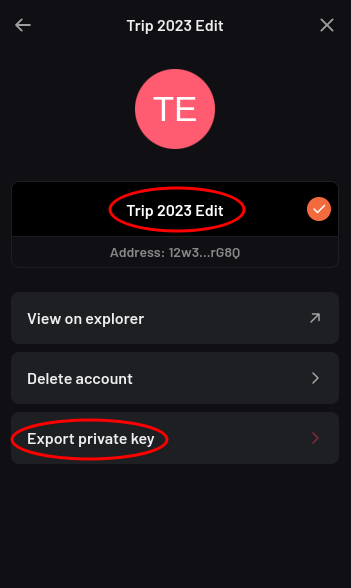 Trip 2023 Edit
TE
Trip 2023 Edit
Address: 12w3...rG8Q
View on explorer
Delete account
Export private key